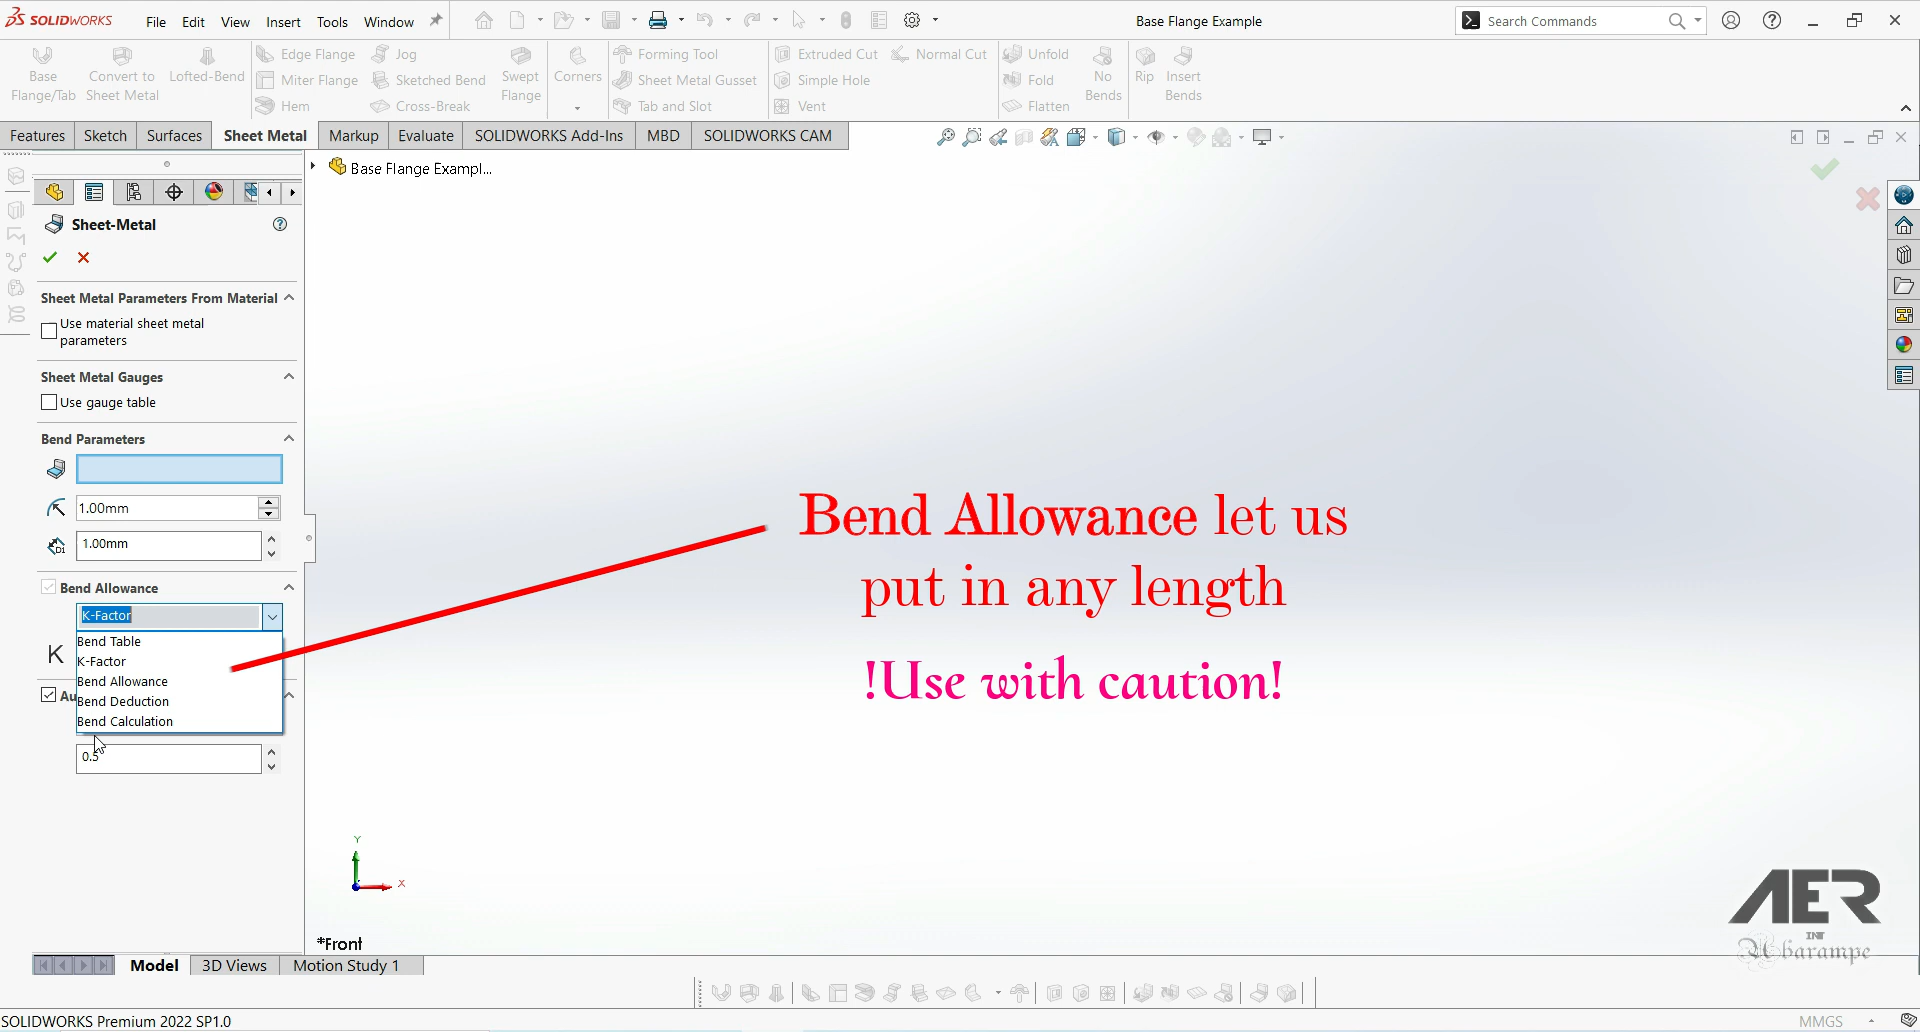 SOLIDWORKS File Edit View Insert Tools Window Base Flange Example Search Commands
Base Flange/Tab
Convert to Sheet Metal
Lofted-Bend
Edge Flange
Miter Flange
Hem
Jog
Sketched Bend
Cross-Break
Swept Flange
Corners
Forming Tool
Sheet Metal Gusset
Tab and Slot
Extruded Cut
Simple Hole
Vent
Normal Cut
Unfold
Fold
Flatten
No Bends
Rip
Insert Bends
Features Sketch Surfaces Sheet Metal Markup Evaluate SOLIDWORKS Add-Ins MBD SOLIDWORKS CAM
Base Flange Exampl...
Sheet-Metal
Sheet Metal Parameters From Material
Use material sheet metal
parameters
Sheet Metal Gauges
Use gauge table
Bend Parameters
1.00mm
1.00mm
Bend Allowance
K-Factor
Bend Table
K K-Factor
Bend Allowance
Au Bend Deduction
Bend Calculation
0.5
Bend Allowance let us
put in any length
!Use with caution!
Y
X
*Front
AER
INT
Abarampe
Model 3D Views Motion Study 1
SOLIDWORKS Premium 2022 SP1.0
MMGS